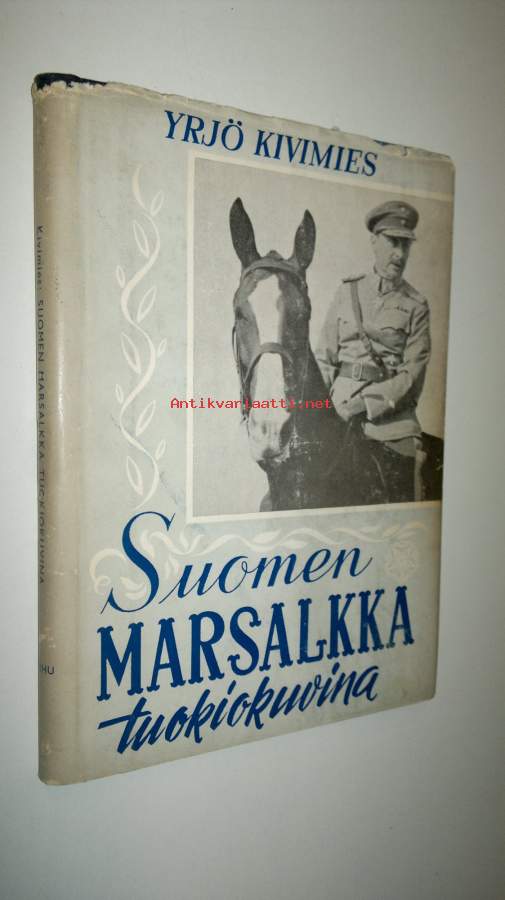 YRJÖ KIVIMIES
Antikvariaatti.net
Suomen
MARSALKKA
tuokiokuvina
Kivimies: SUOMEN MARSALKKA TUOKIOKUVINA